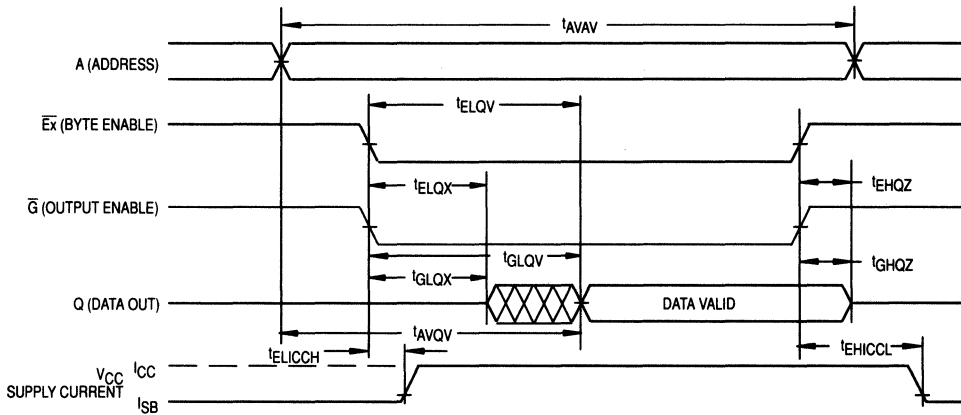 tAVAV
A (ADDRESS)
tELQV
Ex (BYTE ENABLE)
tELQX
tEHQZ
G (OUTPUT ENABLE)
tGLQV
tGLQX
tGHQZ
Q (DATA OUT)
DATA VALID
tAVQV
tELICCH
tEHICCL
VCC ICC
SUPPLY CURRENT
ISB